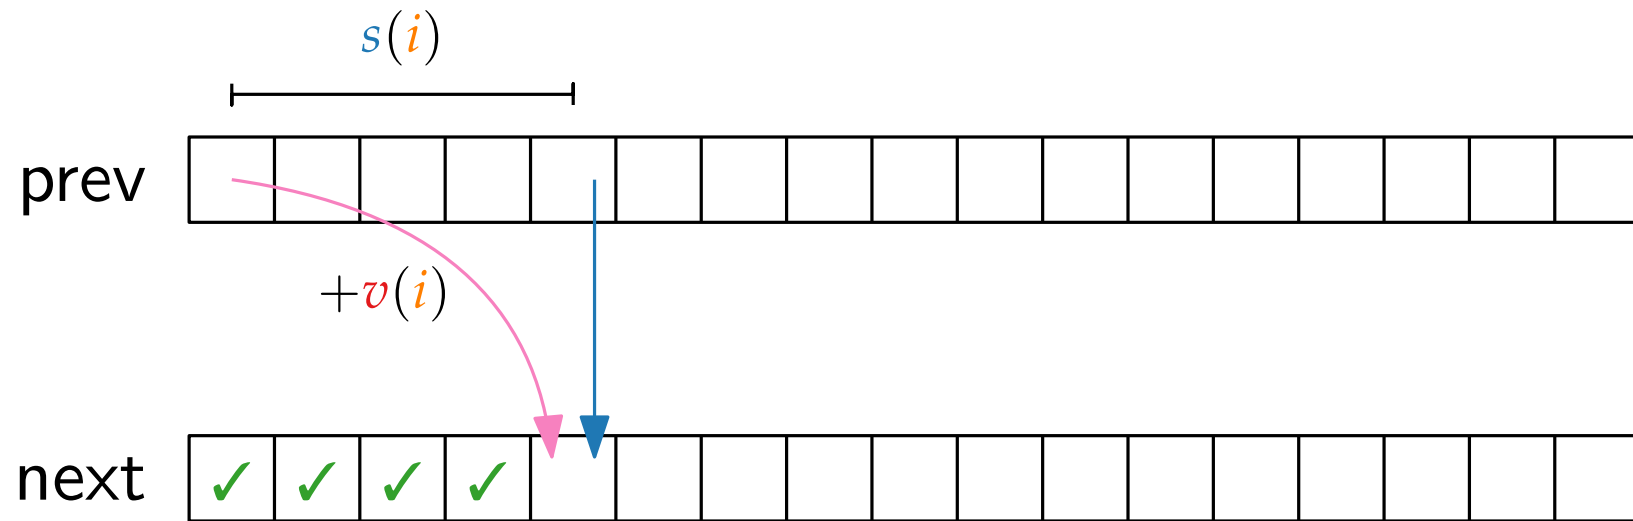 s(i)
prev
+v(i)
next
✓ ✓ ✓ ✓